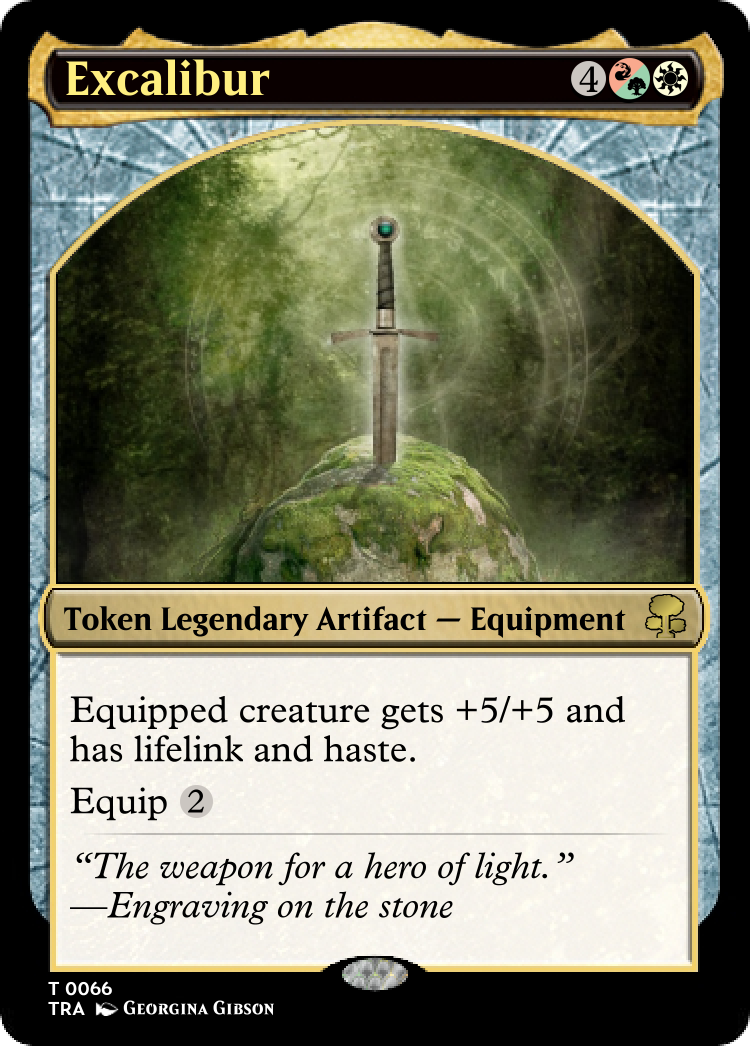 Excalibur 4
Token Legendary Artifact — Equipment
Equipped creature gets +5/+5 and
has lifelink and haste.
Equip 2
“The weapon for a hero of light.”
—Engraving on the stone
T 0066
TRA GEORGINA GIBSON